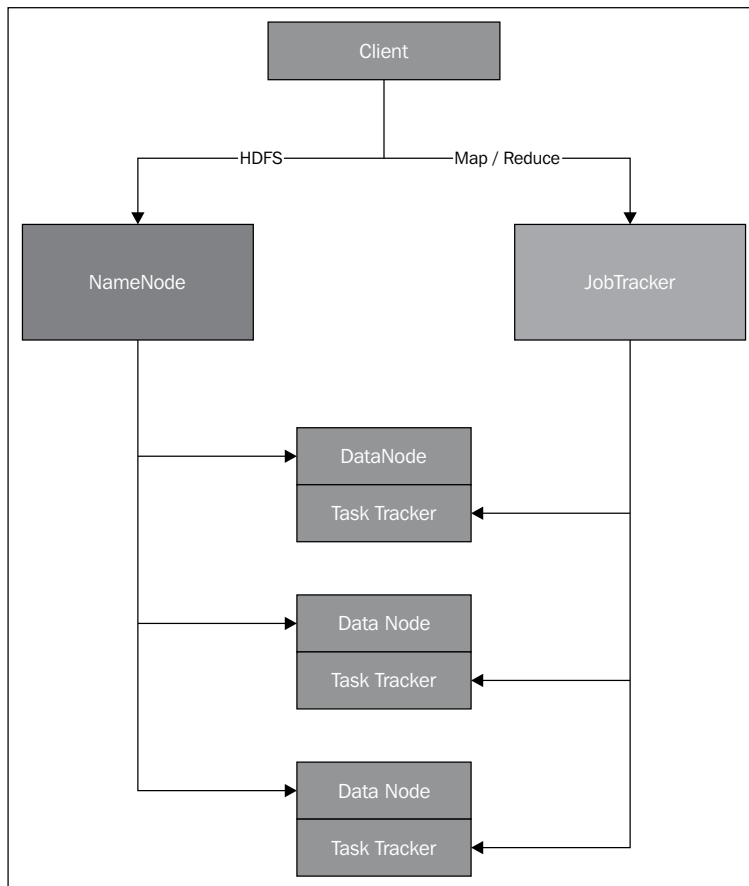 Client
HDFS
Map / Reduce
NameNode
JobTracker
DataNode
Task Tracker
Data Node
Task Tracker
Data Node
Task Tracker